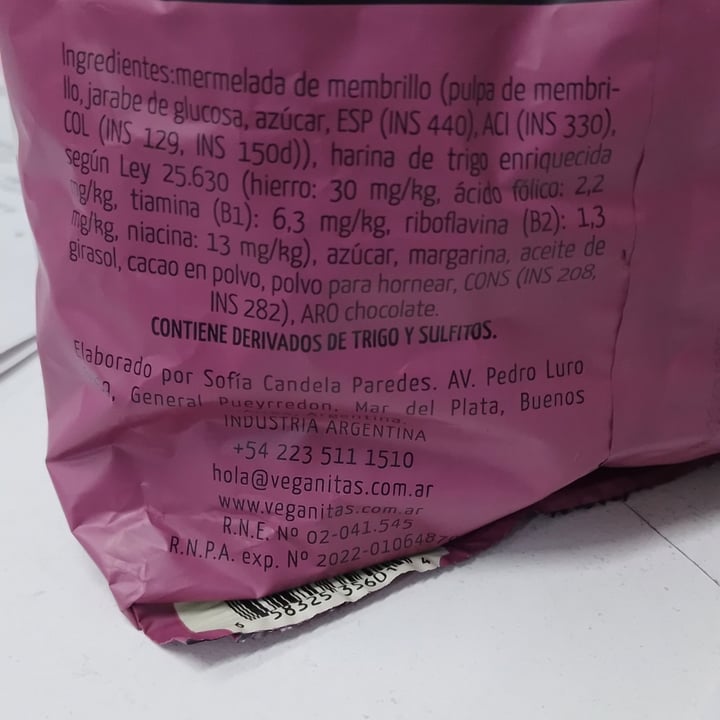 Ingredientes:mermelada de membrillo (pulpa de membri-
llo, jarabe de glucosa, azúcar, ESP (INS 440), ACI (INS 330),
COL (INS 129, INS 150d)), harina de trigo enriquecida
según Ley 25.630 (hierro: 30 mg/kg, ácido fólico: 2,2
mg/kg, tiamina (B1): 6,3 mg/kg, riboflavina (B2): 1,3
mg/kg, niacina: 13 mg/kg), azúcar, margarina, aceite de
girasol, cacao en polvo, polvo para hornear, CONS (INS 208,
INS 282), ARO chocolate.
CONTIENE DERIVADOS DE TRIGO Y SULFITOS.
Elaborado por Sofía Candela Paredes. AV. Pedro Luro
General Pueyrredon, Mar del Plata, Buenos
Argentina.
INDUSTRIA ARGENTINA
+54 223 511 1510
hola@veganitas.com.ar
www.veganitas.com.ar
R.N.E. Nº 02-041.545
R.N.P.A. exp. Nº 2022-0106487